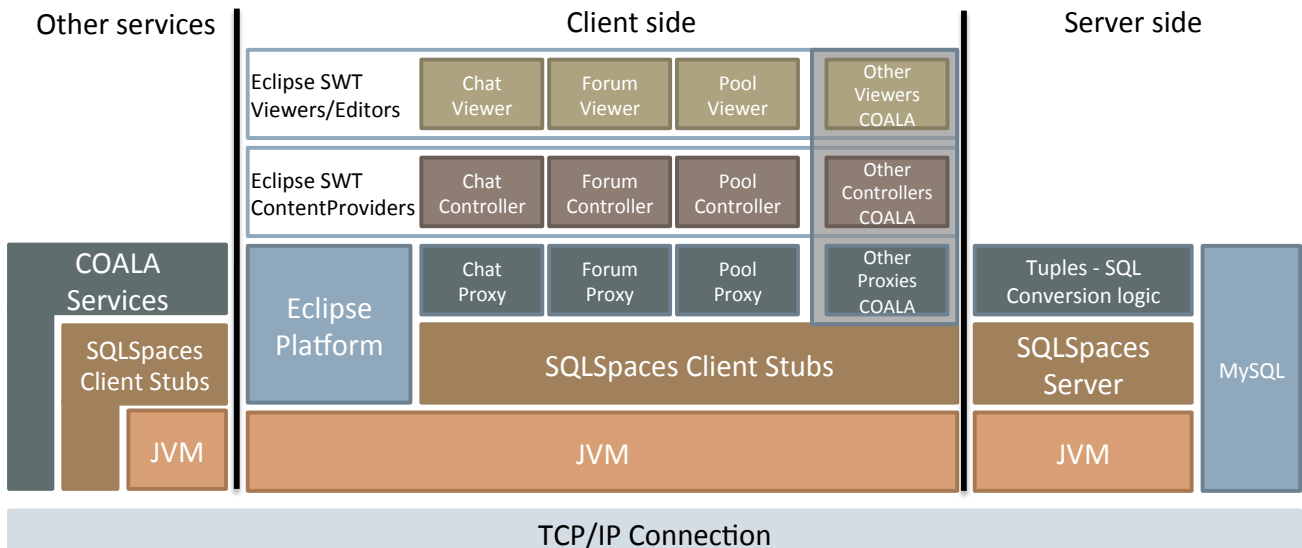 Other services
Client side
Server side
Eclipse SWT
Viewers/Editors
Chat
Viewer
Forum
Viewer
Pool
Viewer
Other
Viewers
COALA
Eclipse SWT
ContentProviders
Chat
Controller
Forum
Controller
Pool
Controller
Other
Controllers
COALA
COALA
Services
SQLSpaces
Client Stubs
JVM
Eclipse
Platform
Chat
Proxy
Forum
Proxy
Pool
Proxy
Other
Proxies
COALA
SQLSpaces Client Stubs
JVM
Tuples - SQL
Conversion logic
SQLSpaces
Server
JVM
MySQL
TCP/IP Connection